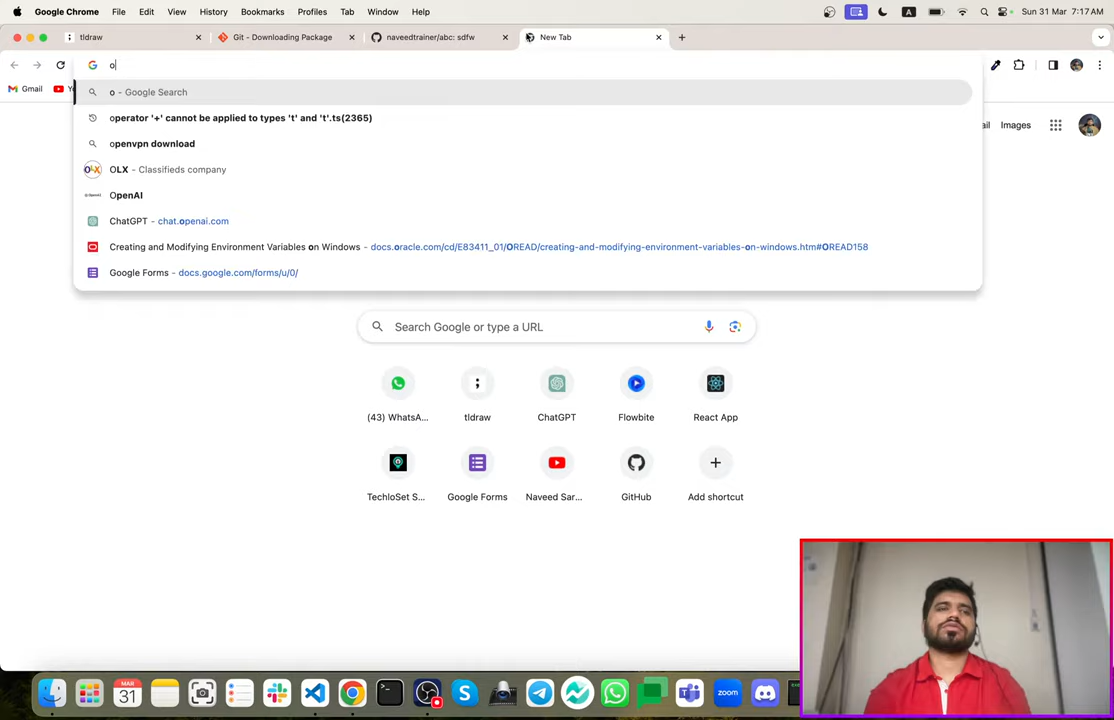 Google Chrome File Edit View History Bookmarks Profiles Tab Window Help A Sun 31 Mar 7:17 AM
tldraw Git - Downloading Package naveedtrainer/abc: sdfw New Tab
o
Gmail
o - Google Search
operator '+' cannot be applied to types 't' and 't'.ts(2365)
Images
openvpn download
OLX - Classifieds company
OpenAI
ChatGPT - chat.openai.com
Creating and Modifying Environment Variables on Windows - docs.oracle.com/cd/E83411_01/OREAD/creating-and-modifying-environment-variables-on-windows.htm#OREAD158
Google Forms - docs.google.com/forms/u/0/
Search Google or type a URL
(43) WhatsA... tldraw ChatGPT Flowbite React App
TechloSet S... Google Forms Naveed Sar... GitHub Add shortcut
MAR
31 zoom